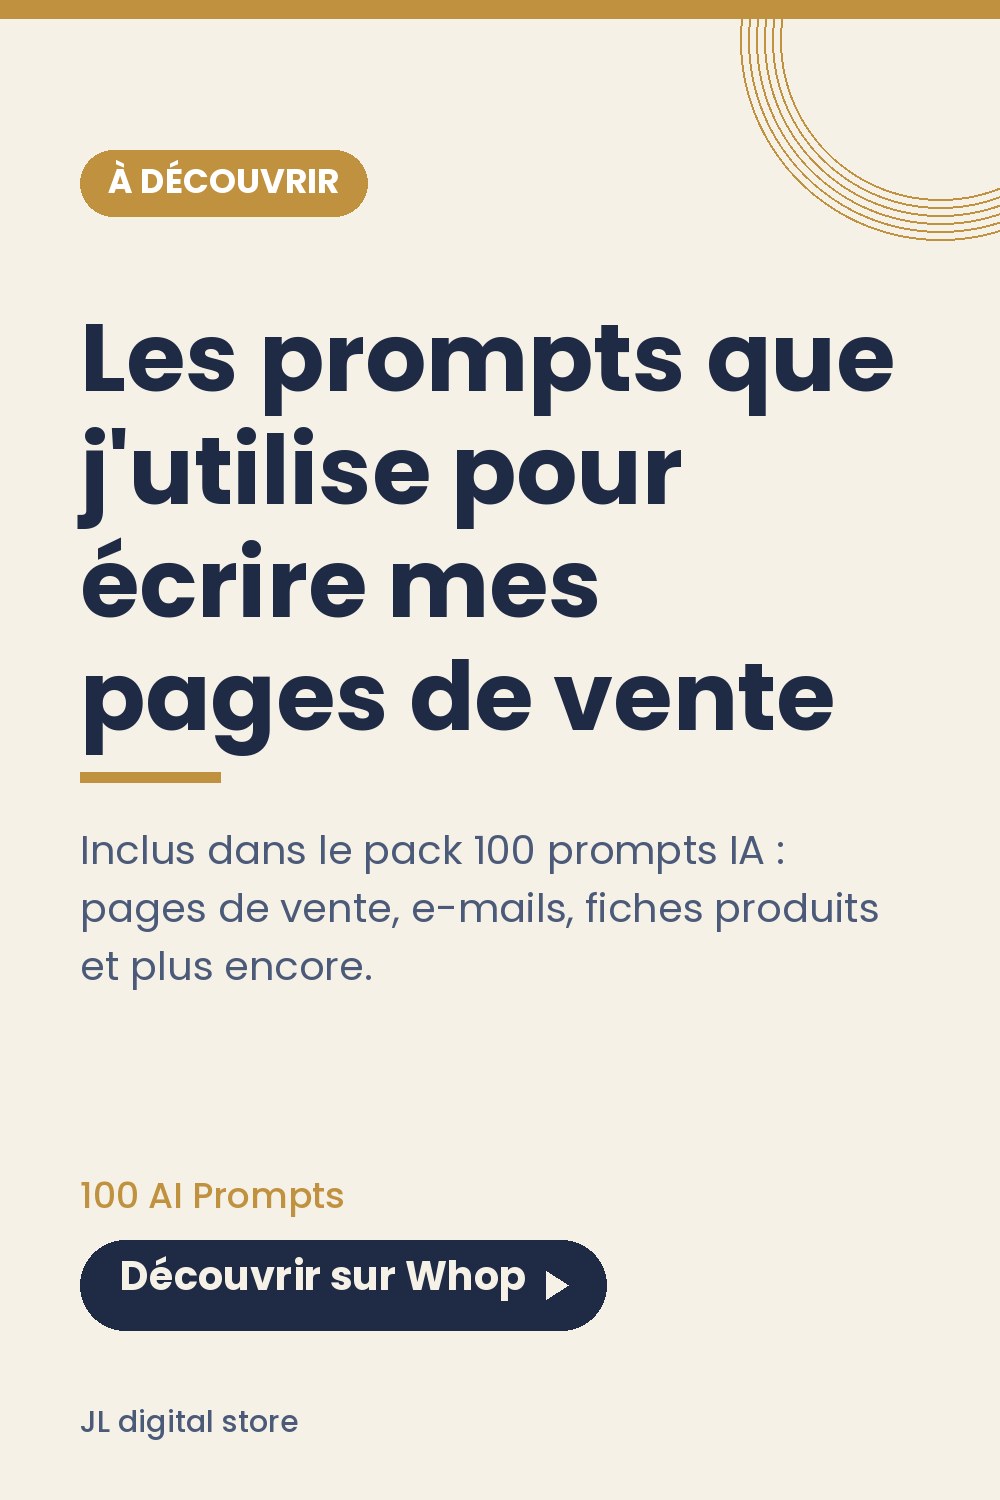 À DÉCOUVRIR
Les prompts que
j'utilise pour
écrire mes
pages de vente
Inclus dans le pack 100 prompts IA :
pages de vente, e-mails, fiches produits
et plus encore.
100 AI Prompts
Découvrir sur Whop
JL digital store